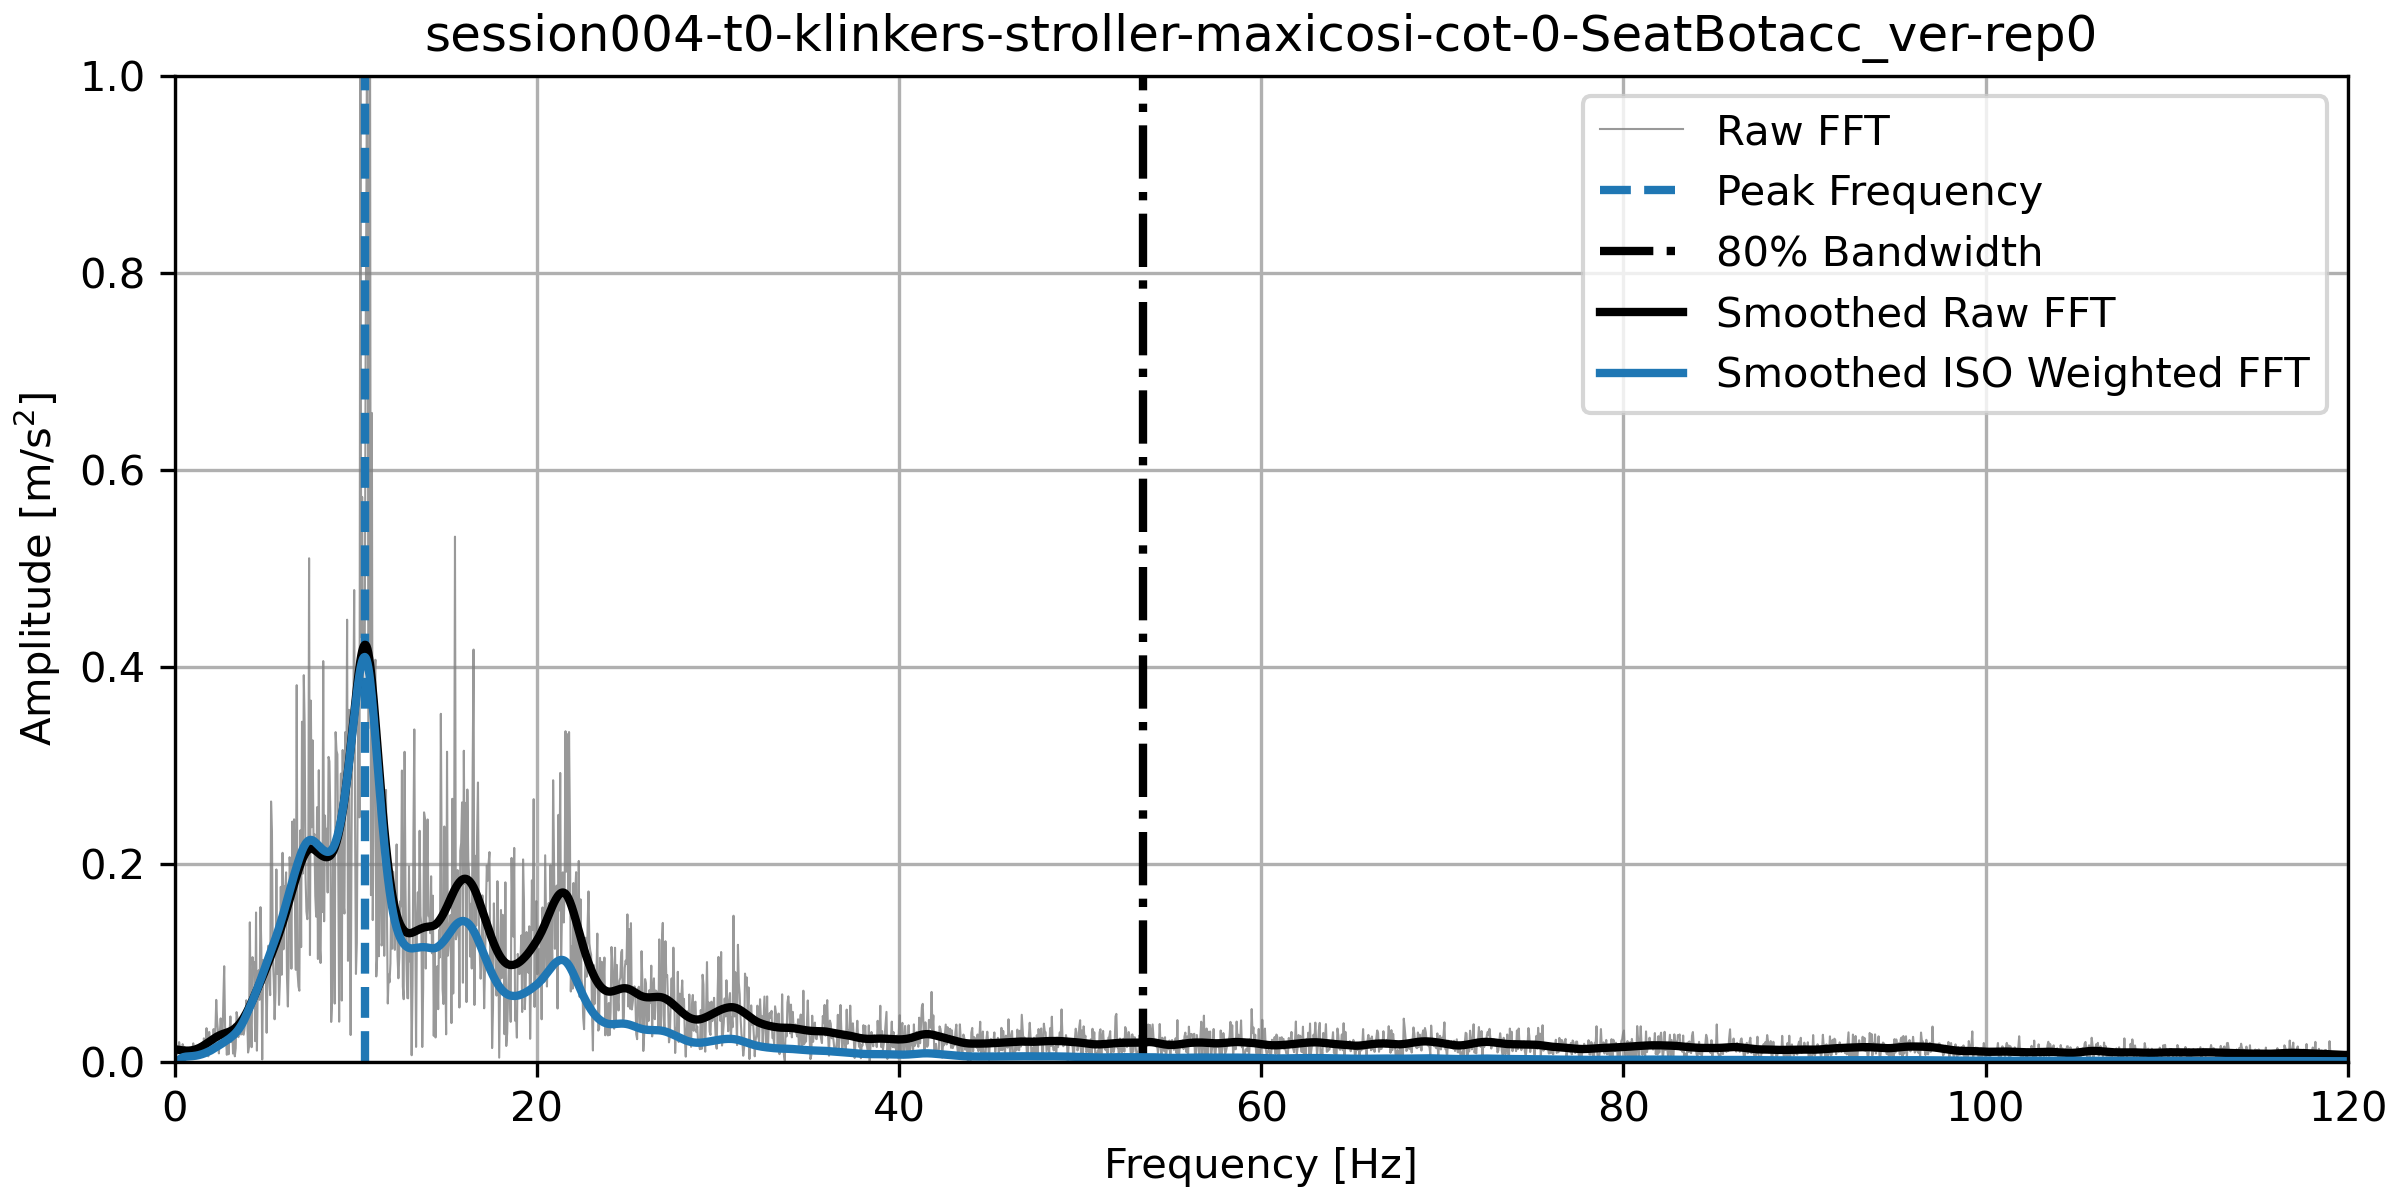 session004-t0-klinkers-stroller-maxicosi-cot-0-SeatBotacc_ver-rep0
1.0
0.8
0.6
0.4
0.2
0.0
Amplitude [m/s²]
Raw FFT
Peak Frequency
80% Bandwidth
Smoothed Raw FFT
Smoothed ISO Weighted FFT
0 20 40 60 80 100 120
Frequency [Hz]